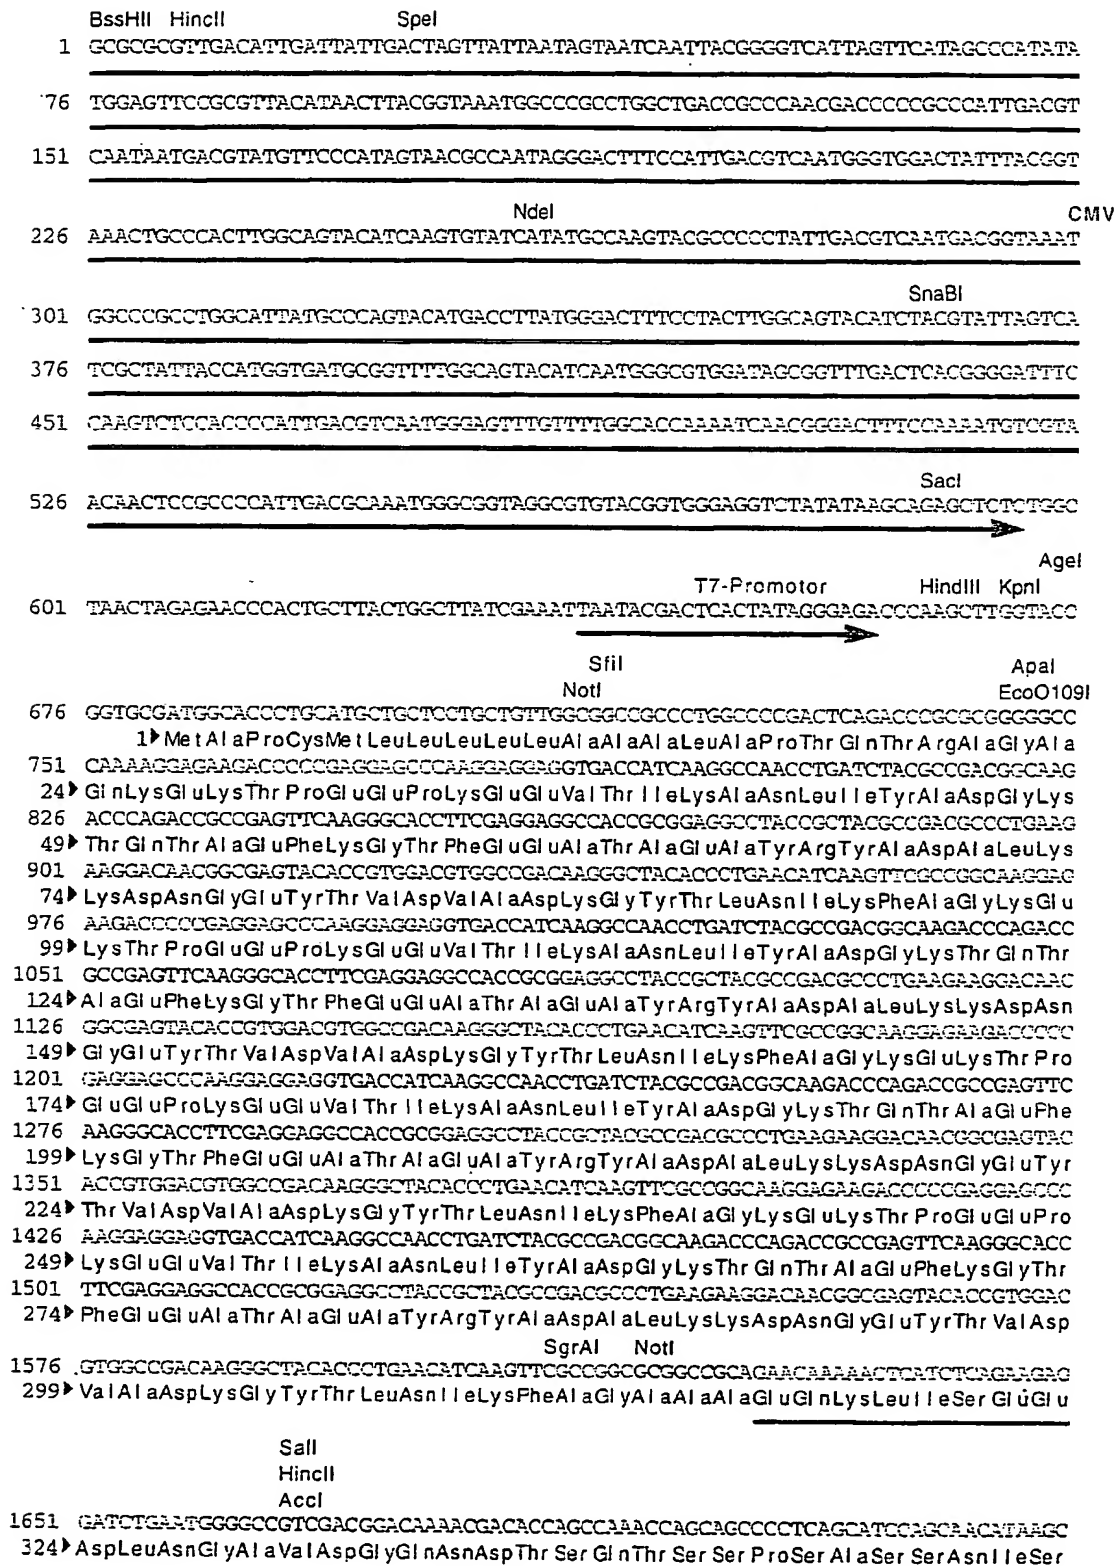 BssHII HincII SpeI
1 GCGCGCGTTGACATTGATTATTGACTAGTTATTAATAGTAATCAATTACGGGGTCATTAGTTCATAGCCCATATA
76 TGGAGTTCCGCGTTACATAACTTACGGTAAATGGCCCGCCTGGCTGACCGCCCAACGACCCCCGCCCATTGACGT
151 CAATAATGACGTATGTTCCCATAGTAACGCCAATAGGGACTTTCCATTGACGTCAATGGGTGGACTATTTACGGT
NdeI CMV
226 AAACTGCCCACTTGGCAGTACATCAAGTGTATCATATGCCAAGTACGCCCCCTATTGACGTCAATGACGGTAAAT
SnaBI
301 GGCCCGCCTGGCATTATGCCCAGTACATGACCTTATGGGACTTTCCTACTTGGCAGTACATCTACGTATTAGTCA
376 TCGCTATTACCATGGTGATGCGGTTTTGGCAGTACATCAATGGGCGTGGATAGCGGTTTGACTCACGGGGATTTC
451 CAAGTCTCCACCCCATTGACGTCAATGGGAGTTTGTTTTGGCACCAAAATCAACGGGACTTTCCAAAATGTCGTA
SacI
526 ACAACTCCGCCCCATTGACGCAAATGGGCGGTAGGCGTGTACGGTGGGAGGTCTATATAAGCAGAGCTCTCTGGC
AgeI
T7-Promotor HindIII KpnI
601 TAACTAGAGAACCCACTGCTTACTGGCTTATCGAAATTAATACGACTCACTATAGGGAGACCCAAGCTTGGTACC
SfiI ApaI
NotI EcoO109I
676 GGTGCGATGGCACCCTGCATGCTGCTCCTGCTGTTGGCGGCCGCCCTGGCCCCGACTCAGACCCGCGCGGGGGCC
1 MetAlaProCysMetLeuLeuLeuLeuLeuAlaAlaAlaLeuAlaProThrGlnThrArgAlaGlyAla
751 CAAAAGGAGAAGACCCCCGAGGAGCCCAAGGAGGAGGTGACCATCAAGGCCAACCTGATCTACGCCGACGGCAAG
24 GlnLysGluLysThrProGluGluProLysGluGluValThrIleLysAlaAsnLeuIleTyrAlaAspGlyLys
826 ACCCAGACCGCCGAGTTCAAGGGCACCTTCGAGGAGGCCACCGCGGAGGCCTACCGCTACGCCGACGCCCTGAAG
49 ThrGlnThrAlaGluPheLysGlyThrPheGluGluAlaThrAlaGluAlaTyrArgTyrAlaAspAlaLeuLys
901 AAGGACAACGGCGAGTACACCGTGGACGTGGCCGACAAGGGCTACACCCTGAACATCAAGTTCGCCGGCAAGGAG
74 LysAspAsnGlyGluTyrThrValAspValAlaAspLysGlyTyrThrLeuAsnIleLysPheAlaGlyLysGlu
976 AAGACCCCCGAGGAGCCCAAGGAGGAGGTGACCATCAAGGCCAACCTGATCTACGCCGACGGCAAGACCCAGACC
99 LysThrProGluGluProLysGluGluValThrIleLysAlaAsnLeuIleTyrAlaAspGlyLysThrGlnThr
1051 GCCGAGTTCAAGGGCACCTTCGAGGAGGCCACCGCGGAGGCCTACCGCTACGCCGACGCCCTGAAGAAGGACAAC
124 AlaGluPheLysGlyThrPheGluGluAlaThrAlaGluAlaTyrArgTyrAlaAspAlaLeuLysLysAspAsn
1126 GGCGAGTACACCGTGGACGTGGCCGACAAGGGCTACACCCTGAACATCAAGTTCGCCGGCAAGGAGAAGACCCCC
149 GlyGluTyrThrValAspValAlaAspLysGlyTyrThrLeuAsnIleLysPheAlaGlyLysGluLysThrPro
1201 GAGGAGCCCAAGGAGGAGGTGACCATCAAGGCCAACCTGATCTACGCCGACGGCAAGACCCAGACCGCCGAGTTC
174 GluGluProLysGluGluValThrIleLysAlaAsnLeuIleTyrAlaAspGlyLysThrGlnThrAlaGluPhe
1276 AAGGGCACCTTCGAGGAGGCCACCGCGGAGGCCTACCGCTACGCCGACGCCCTGAAGAAGGACAACGGCGAGTAC
199 LysGlyThrPheGluGluAlaThrAlaGluAlaTyrArgTyrAlaAspAlaLeuLysLysAspAsnGlyGluTyr
1351 ACCGTGGACGTGGCCGACAAGGGCTACACCCTGAACATCAAGTTCGCCGGCAAGGAGAAGACCCCCGAGGAGCCC
224 ThrValAspValAlaAspLysGlyTyrThrLeuAsnIleLysPheAlaGlyLysGluLysThrProGluGluPro
1426 AAGGAGGAGGTGACCATCAAGGCCAACCTGATCTACGCCGACGGCAAGACCCAGACCGCCGAGTTCAAGGGCACC
249 LysGluGluValThrIleLysAlaAsnLeuIleTyrAlaAspGlyLysThrGlnThrAlaGluPheLysGlyThr
1501 TTCGAGGAGGCCACCGCGGAGGCCTACCGCTACGCCGACGCCCTGAAGAAGGACAACGGCGAGTACACCGTGGAC
274 PheGluGluAlaThrAlaGluAlaTyrArgTyrAlaAspAlaLeuLysLysAspAsnGlyGluTyrThrValAsp
SgrAI NotI
1576 GTGGCCGACAAGGGCTACACCCTGAACATCAAGTTCGCCGGCGCGGCCGCAGAACAAAAACTCATCTCAGAAGAG
299 ValAlaAspLysGlyTyrThrLeuAsnIleLysPheAlaGlyAlaAlaAlaGluGlnLysLeuIleSerGluGlu
SalI
HincII
AccI
1651 GATCTGAATGGGGCCGTCGACGGACAAAACGACACCAGCCAAACCAGCAGCCCCTCAGCATCCAGCAACATAAGC
324 AspLeuAsnGlyAlaValAspGlyGlnAsnAspThrSerGlnThrSerSerProSerAlaSerSerAsnIleSer